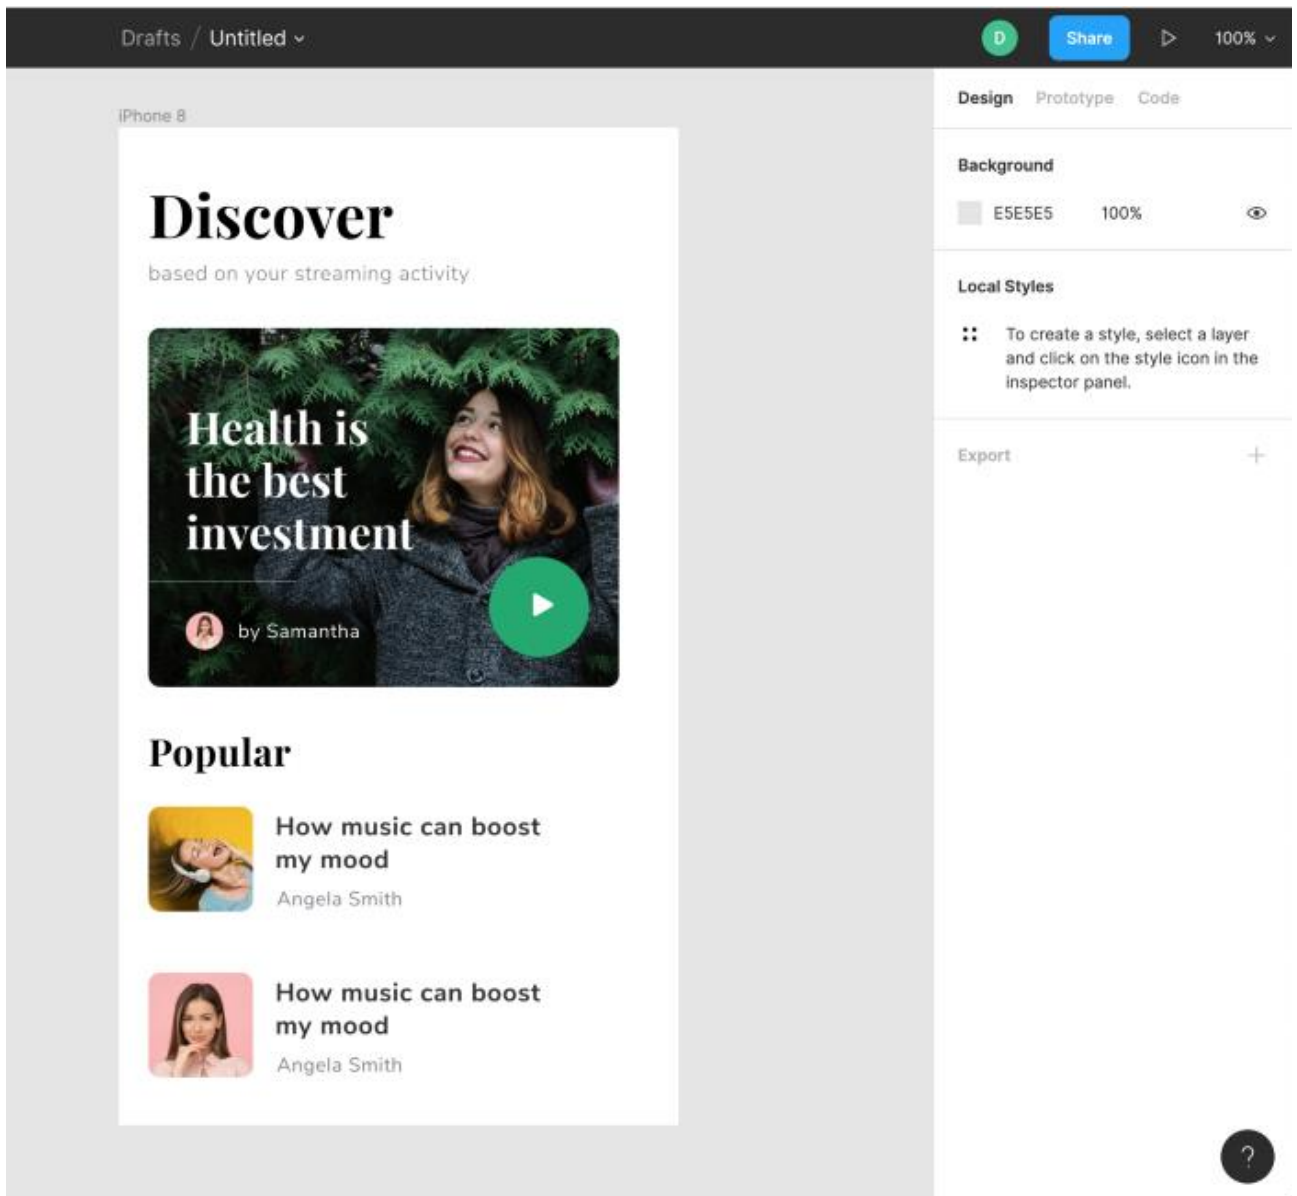 Drafts / Untitled
D
Share
100%
Design Prototype Code
iPhone 8
Discover
based on your streaming activity
Health is
the best
investment
by Samantha
Popular
How music can boost
my mood
Angela Smith
How music can boost
my mood
Angela Smith
Background
E5E5E5 100%
Local Styles
To create a style, select a layer
and click on the style icon in the
inspector panel.
Export
?